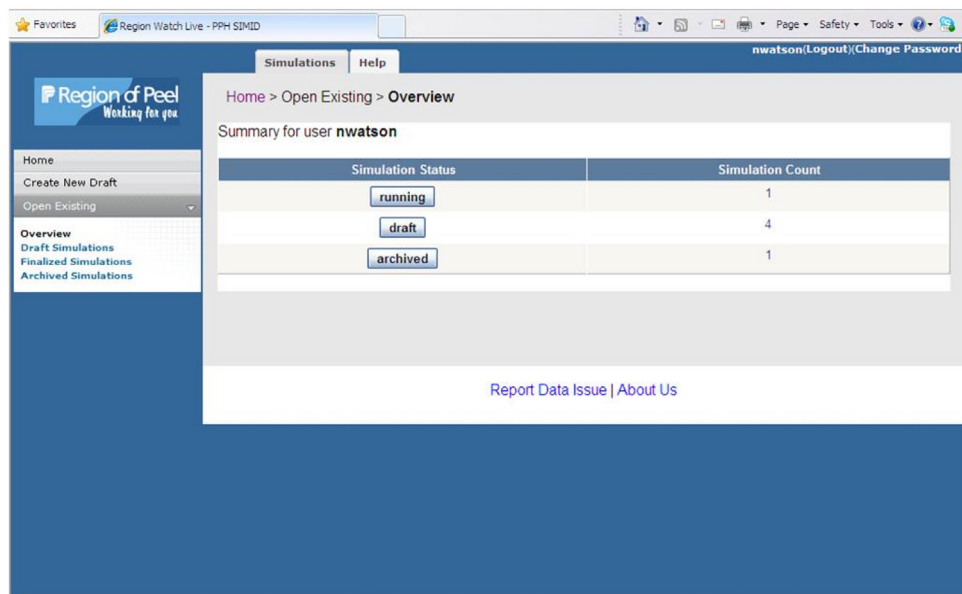 Favorites
Region Watch Live - PPH SIMID
Page
Safety
Tools
nwatson(Logout)(Change Password
Simulations
Help
Region of Peel
Working for you
Home > Open Existing > Overview
Summary for user nwatson
Home
Create New Draft
Open Existing
Overview
Draft Simulations
Finalized Simulations
Archived Simulations
Simulation Status Simulation Count
running 1
draft 4
archived 1
Report Data Issue | About Us